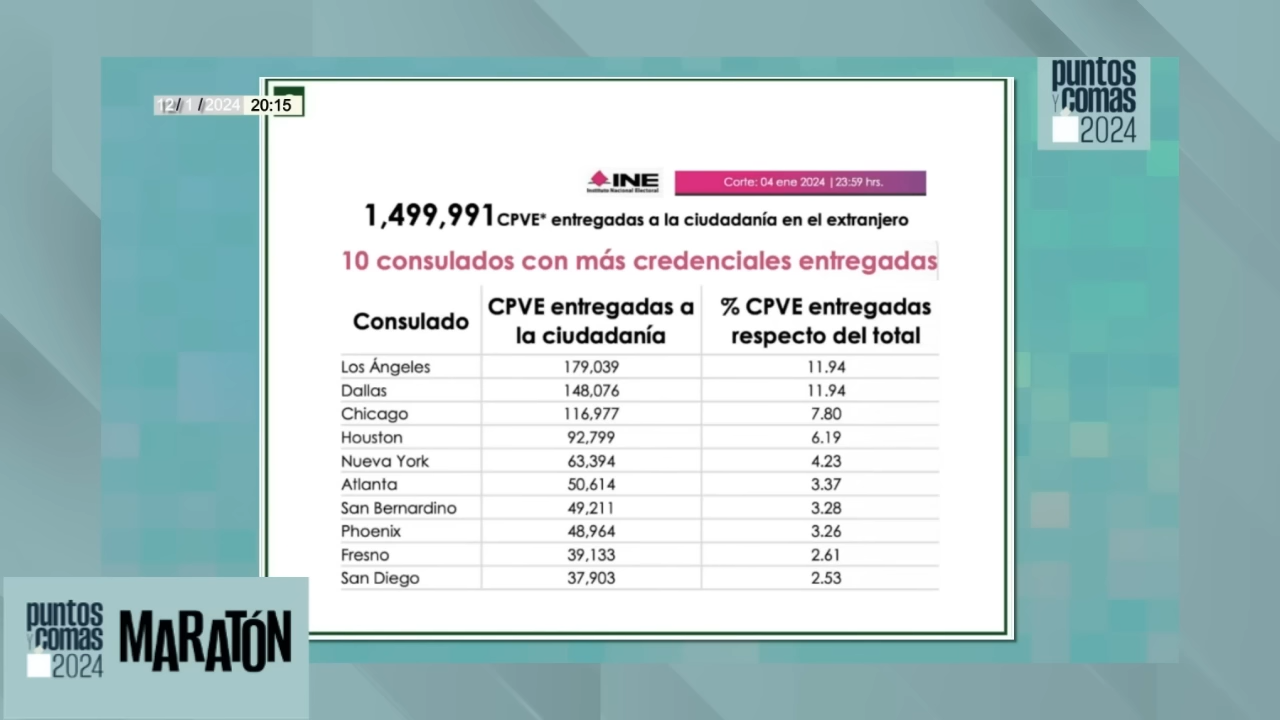 puntos
y comas
2024
12/ 1 /2024 20:15
INE
Instituto Nacional Electoral
Corte: 04 ene 2024 | 23:59 hrs.
1,499,991 CPVE* entregadas a la ciudadanía en el extranjero
10 consulados con más credenciales entregadas
Consulado CPVE entregadas a la ciudadanía % CPVE entregadas respecto del total
Los Ángeles 179,039 11.94
Dallas 148,076 11.94
Chicago 116,977 7.80
Houston 92,799 6.19
Nueva York 63,394 4.23
Atlanta 50,614 3.37
San Bernardino 49,211 3.28
Phoenix 48,964 3.26
Fresno 39,133 2.61
San Diego 37,903 2.53
puntos
y comas
2024
MARATÓN